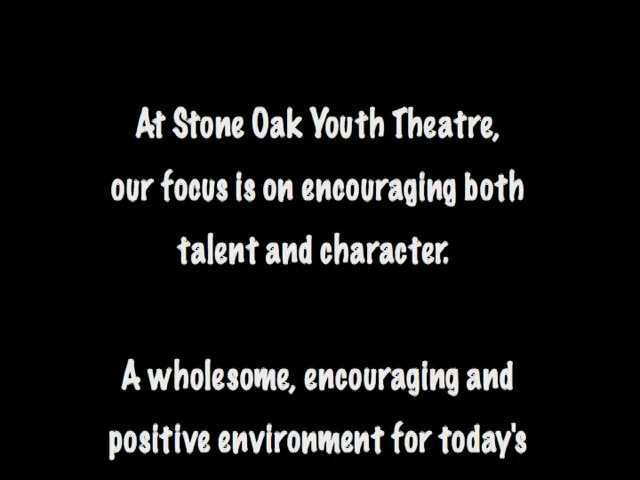 At Stone Oak Youth Theatre,
our focus is on encouraging both
talent and character.
A wholesome, encouraging and
positive environment for today's